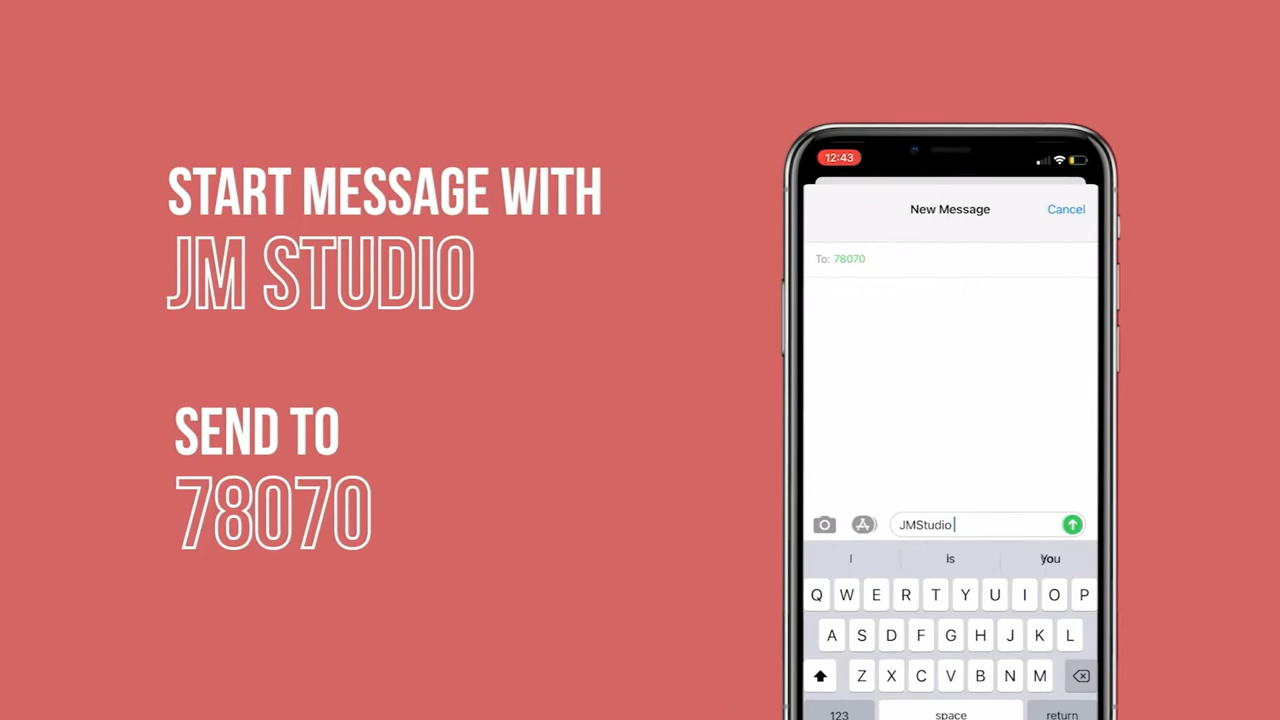 START MESSAGE WITH
JM STUDIO
SEND TO
78070
12:43
New Message
Cancel
To: 78070
JMStudio
I is You
Q W E R T Y U I O P
A S D F G H J K L
Z X C V B N M
123 space return